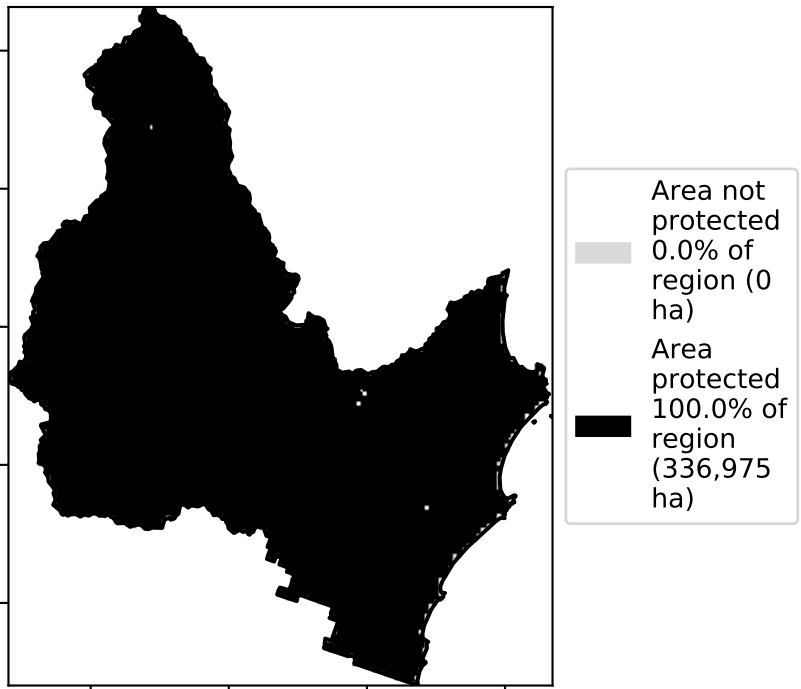 Area not
protected
0.0% of
region (0
ha)
Area
protected
100.0% of
region
(336,975
ha)